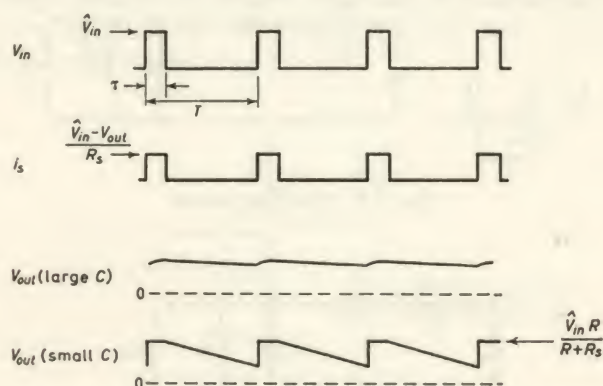 V̂in
Vin
τ
T
V̂in-Vout
Rs
is
Vout (large C)
0
V̂in R
R+Rs
Vout (small C)
0